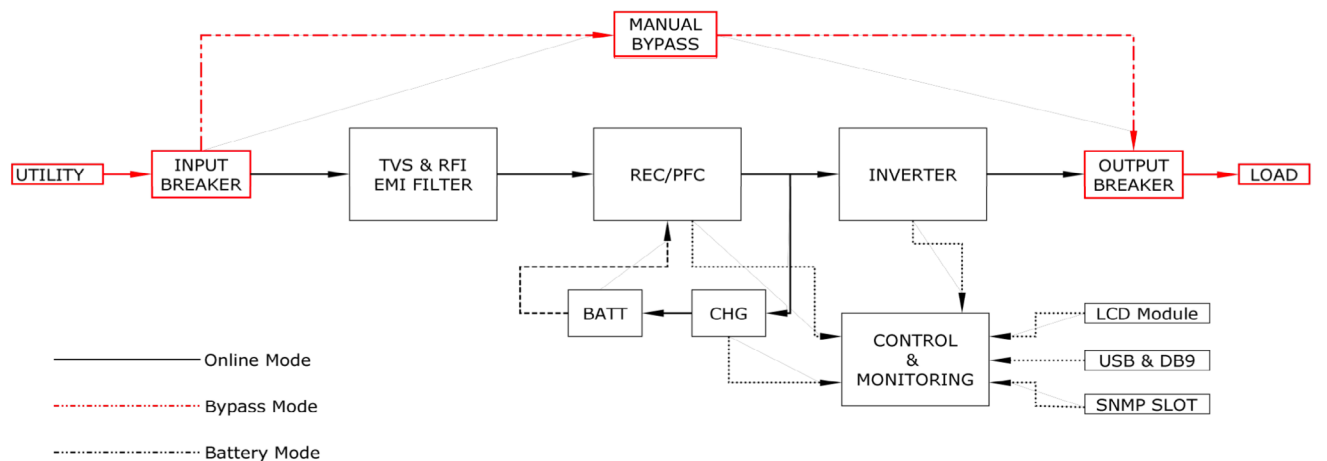 MANUAL
BYPASS
UTILITY
INPUT
BREAKER
TVS & RFI
EMI FILTER
REC/PFC
INVERTER
OUTPUT
BREAKER
LOAD
BATT
CHG
CONTROL
&
MONITORING
LCD Module
USB & DB9
SNMP SLOT
Online Mode
Bypass Mode
Battery Mode